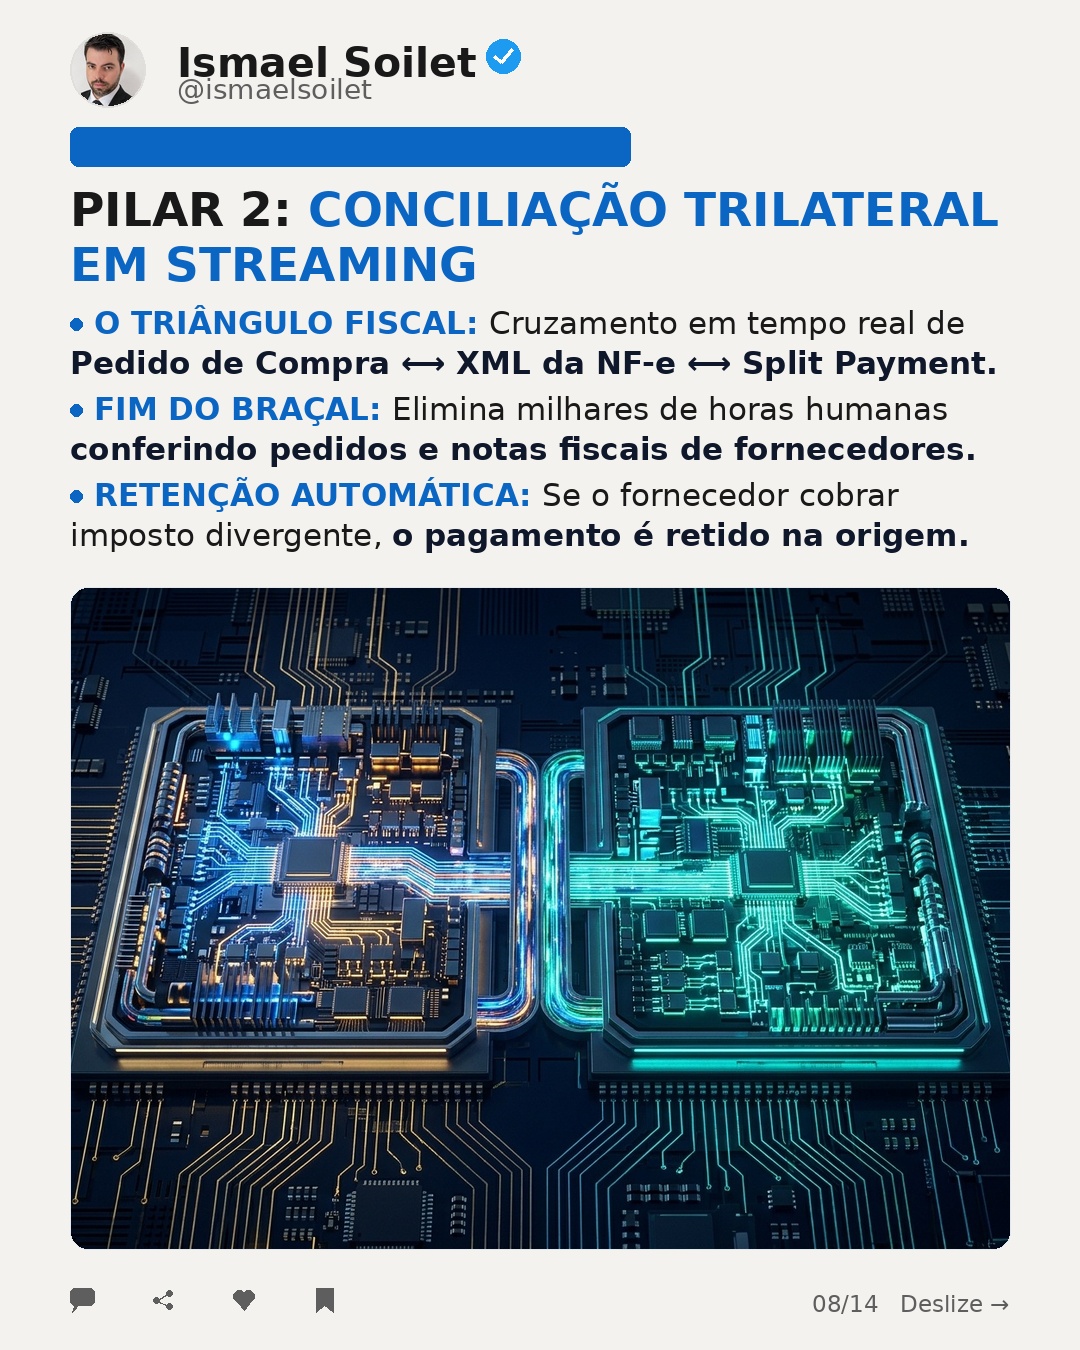 Ismael Soilet
@ismaelsoilet
PILAR 2: CONCILIAÇÃO TRILATERAL
EM STREAMING
• O TRIÂNGULO FISCAL: Cruzamento em tempo real de
Pedido de Compra ⟷ XML da NF-e ⟷ Split Payment.
• FIM DO BRAÇAL: Elimina milhares de horas humanas
conferindo pedidos e notas fiscais de fornecedores.
• RETENÇÃO AUTOMÁTICA: Se o fornecedor cobrar
imposto divergente, o pagamento é retido na origem.
08/14 Deslize →